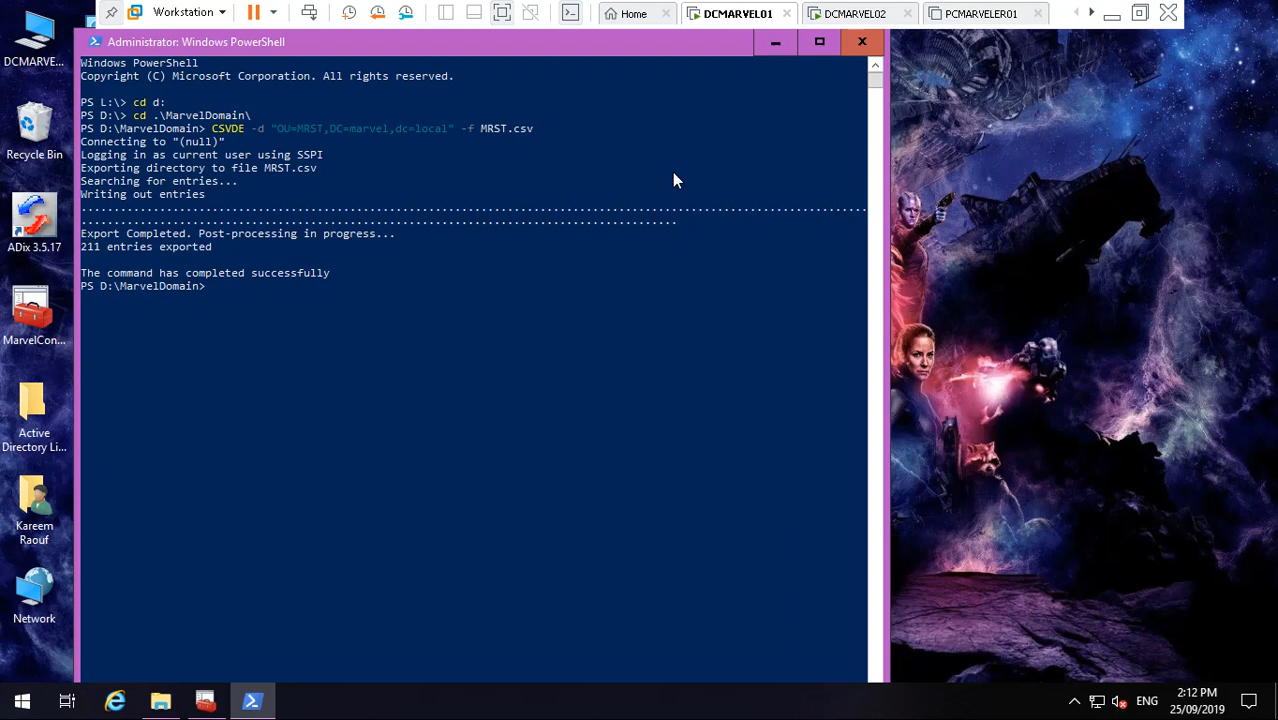 Workstation
Home
DCMARVEL01
DCMARVEL02
PCMARVELER01
DCMARVE...
Recycle Bin
ADix 3.5.17
MarvelCon...
Active
Directory Li...
Kareem
Raouf
Network
Administrator: Windows PowerShell
Windows PowerShell
Copyright (C) Microsoft Corporation. All rights reserved.
PS L:\> cd d:
PS D:\> cd .\MarvelDomain\
PS D:\MarvelDomain> CSVDE -d "OU=MRST,DC=marvel,dc=local" -f MRST.csv
Connecting to "(null)"
Logging in as current user using SSPI
Exporting directory to file MRST.csv
Searching for entries...
Writing out entries
Export Completed. Post-processing in progress...
211 entries exported
The command has completed successfully
PS D:\MarvelDomain>
ENG
2:12 PM
25/09/2019